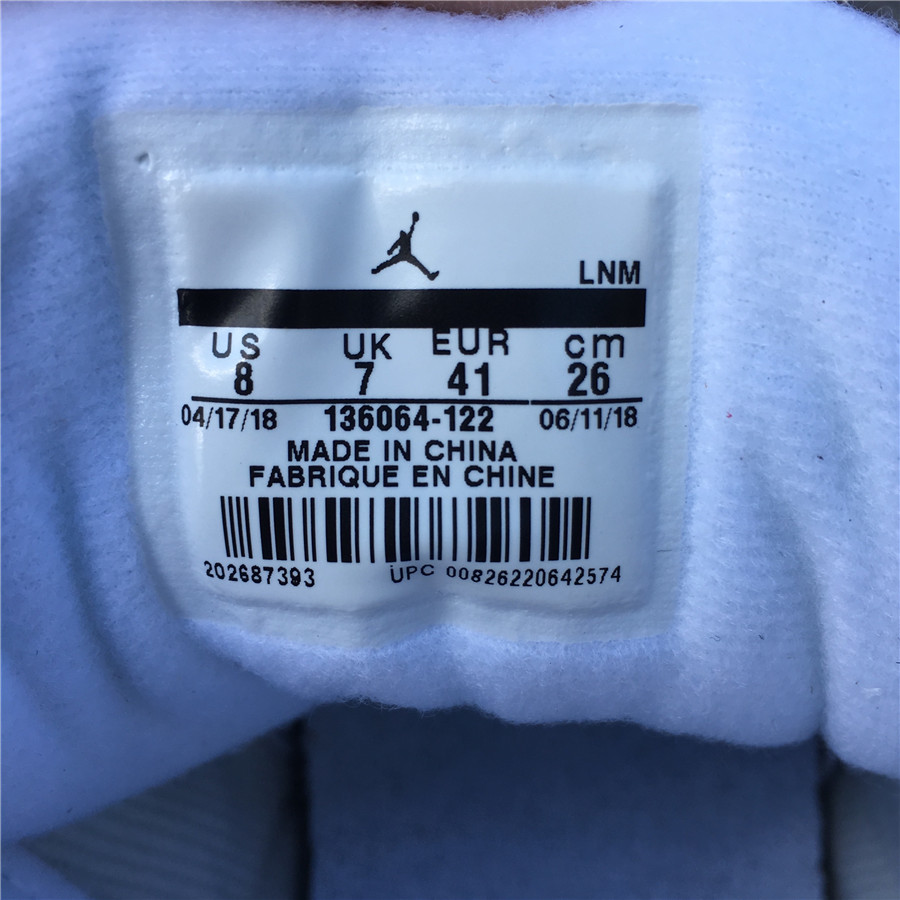 LNM
US UK EUR cm
8 7 41 26
04/17/18 136064-122 06/11/18
MADE IN CHINA
FABRIQUE EN CHINE
202687393 UPC 00826220642574